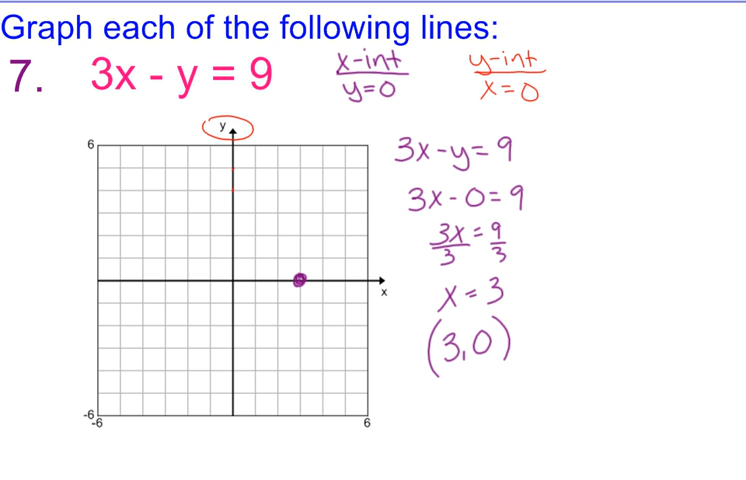 Graph each of the following lines:
7. 3x - y = 9
x-int
y=0
y-int
x=0
y
6
3x-y=9
3x-0=9
3x = 9
3 3
x
x=3
(3,0)
-6
-6 6